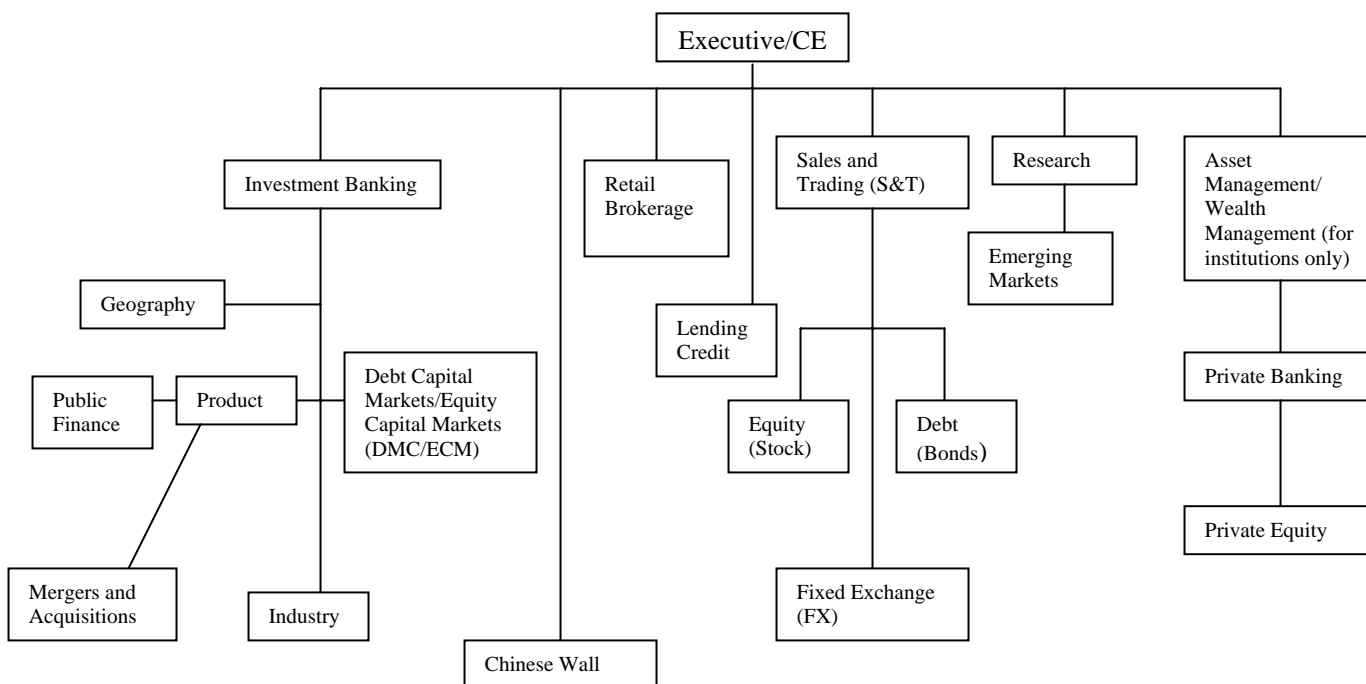 Executive/CE
Investment Banking
Retail
Brokerage
Sales and
Trading (S&T)
Research
Asset
Management/
Wealth
Management (for
institutions only)
Emerging
Markets
Geography
Lending
Credit
Public
Finance
Product
Debt Capital
Markets/Equity
Capital Markets
(DMC/ECM)
Equity
(Stock)
Debt
(Bonds)
Private Banking
Private Equity
Mergers and
Acquisitions
Industry
Fixed Exchange
(FX)
Chinese Wall